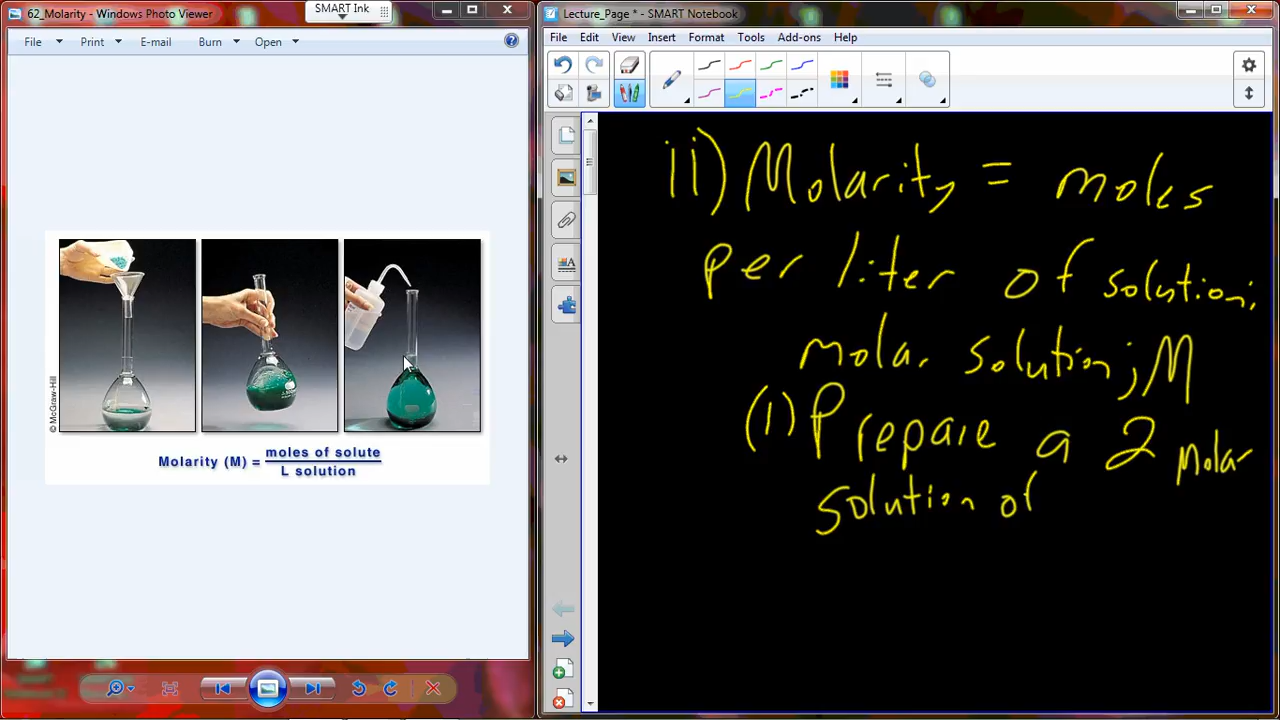 62_Molarity - Windows Photo Viewer
SMART Ink
File Print E-mail Burn Open
© McGraw-Hill
Molarity (M) = moles of solute
L solution
Lecture_Page * - SMART Notebook
File Edit View Insert Format Tools Add-ons Help
ii) Molarity = moles
per liter of solution;
molar solution; M
(1) Prepare a 2 Molar
solution of